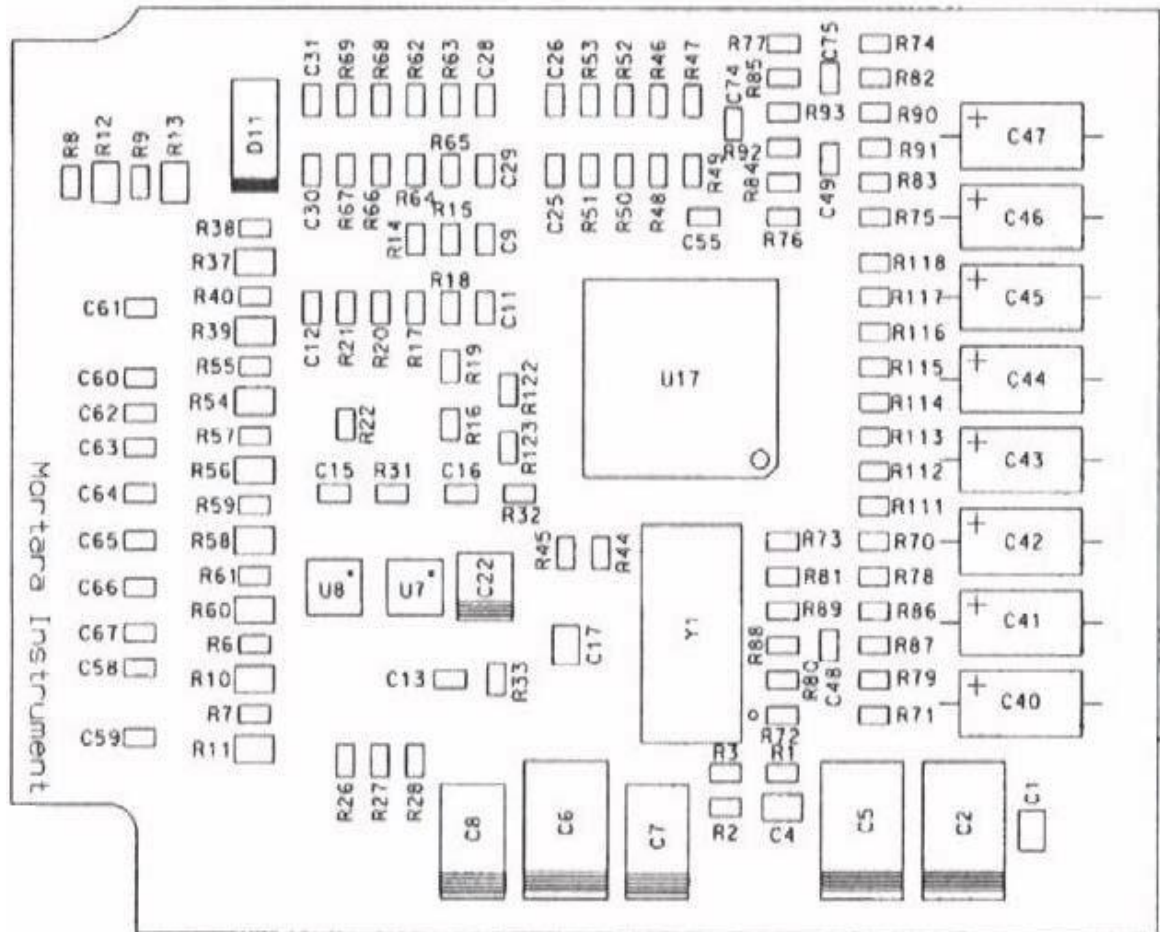 C31 R69 R68 R62 R63 C28 C26 R53 R52 R46 R47 R77 C75 R74
C74 R85 R82
R8 R12 R9 R13 D11 R93 R90 C47
R65 R92 R91
C30 R67 R66 R64 C29 C25 R51 R50 R48 R49 R84 C49 R83
R38 R14 R15 C9 C55 R76 R75 C46
R37 R118
C61 R40 R18 R117 C45
R39 C12 R21 R20 R17 C11 R116
C60 R55 R19 U17 R115 C44
C62 R54 R122 R114
C63 R57 R22 R16 R123 R113 C43
R56 C15 R31 C16 R112
C64 R59 R32 R111
C65 R58 R45 R44 R73 R70 C42
C66 R61 U8 U7 C22 R81 R78
R60 Y1 R89 R86 C41
C67 R6 C17 R88 C48 R87
C58 R10 C13 R33 R80 R79 C40
C59 R7 R72 R71
R11 R3 R1
R26 R27 R28 C8 C6 C7 R2 C4 C5 C2 C1
Mortara Instrument